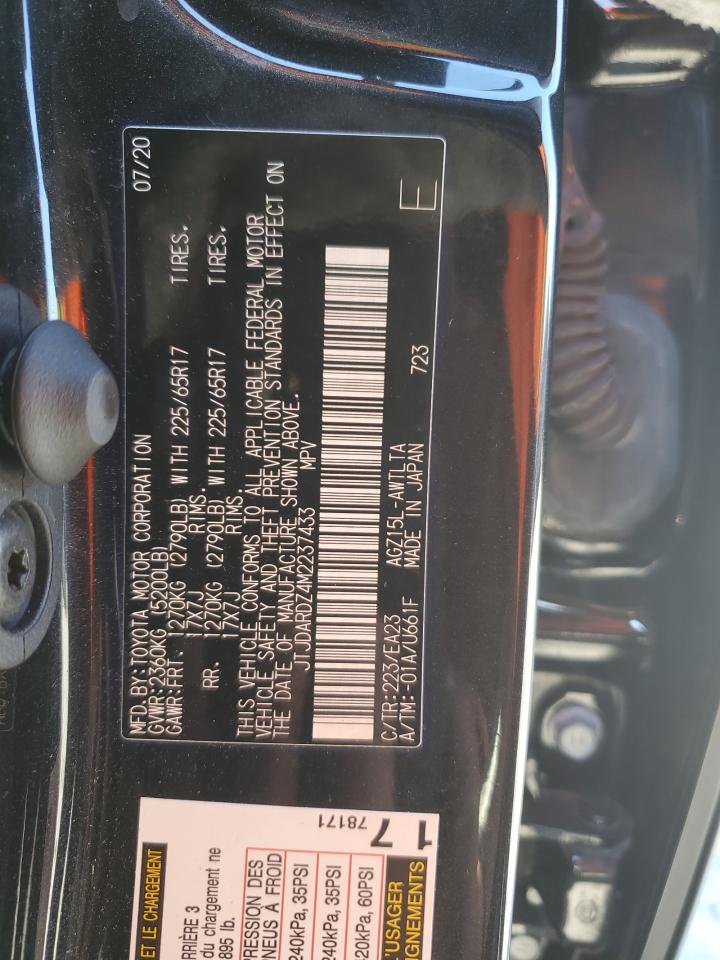 MFD.BY:TOYOTA MOTOR CORPORATION 07/20
GVWR:2360KG (5200LB)
GAWR:FRT. 1270KG (2790LB) WITH 225/65R17 TIRES.
17X7J RIMS.
RR. 1270KG (2790LB) WITH 225/65R17 TIRES.
17X7J RIMS.
THIS VEHICLE CONFORMS TO ALL APPLICABLE FEDERAL MOTOR
VEHICLE SAFETY AND THEFT PREVENTION STANDARDS IN EFFECT ON
THE DATE OF MANUFACTURE SHOWN ABOVE.
JTJDARDZ4M2237433 MPV
C/TR:223/EA23 AGZ15L-AWTLTA
A/TM:-01A/U661F MADE IN JAPAN 723 E
ET LE CHARGEMENT
RRIÈRE 3
du chargement ne
895 lb.
PRESSION DES
PNEUS À FROID
240kPa, 35PSI
240kPa, 35PSI
420kPa, 60PSI
L'USAGER
IGNEMENTS
17
78171